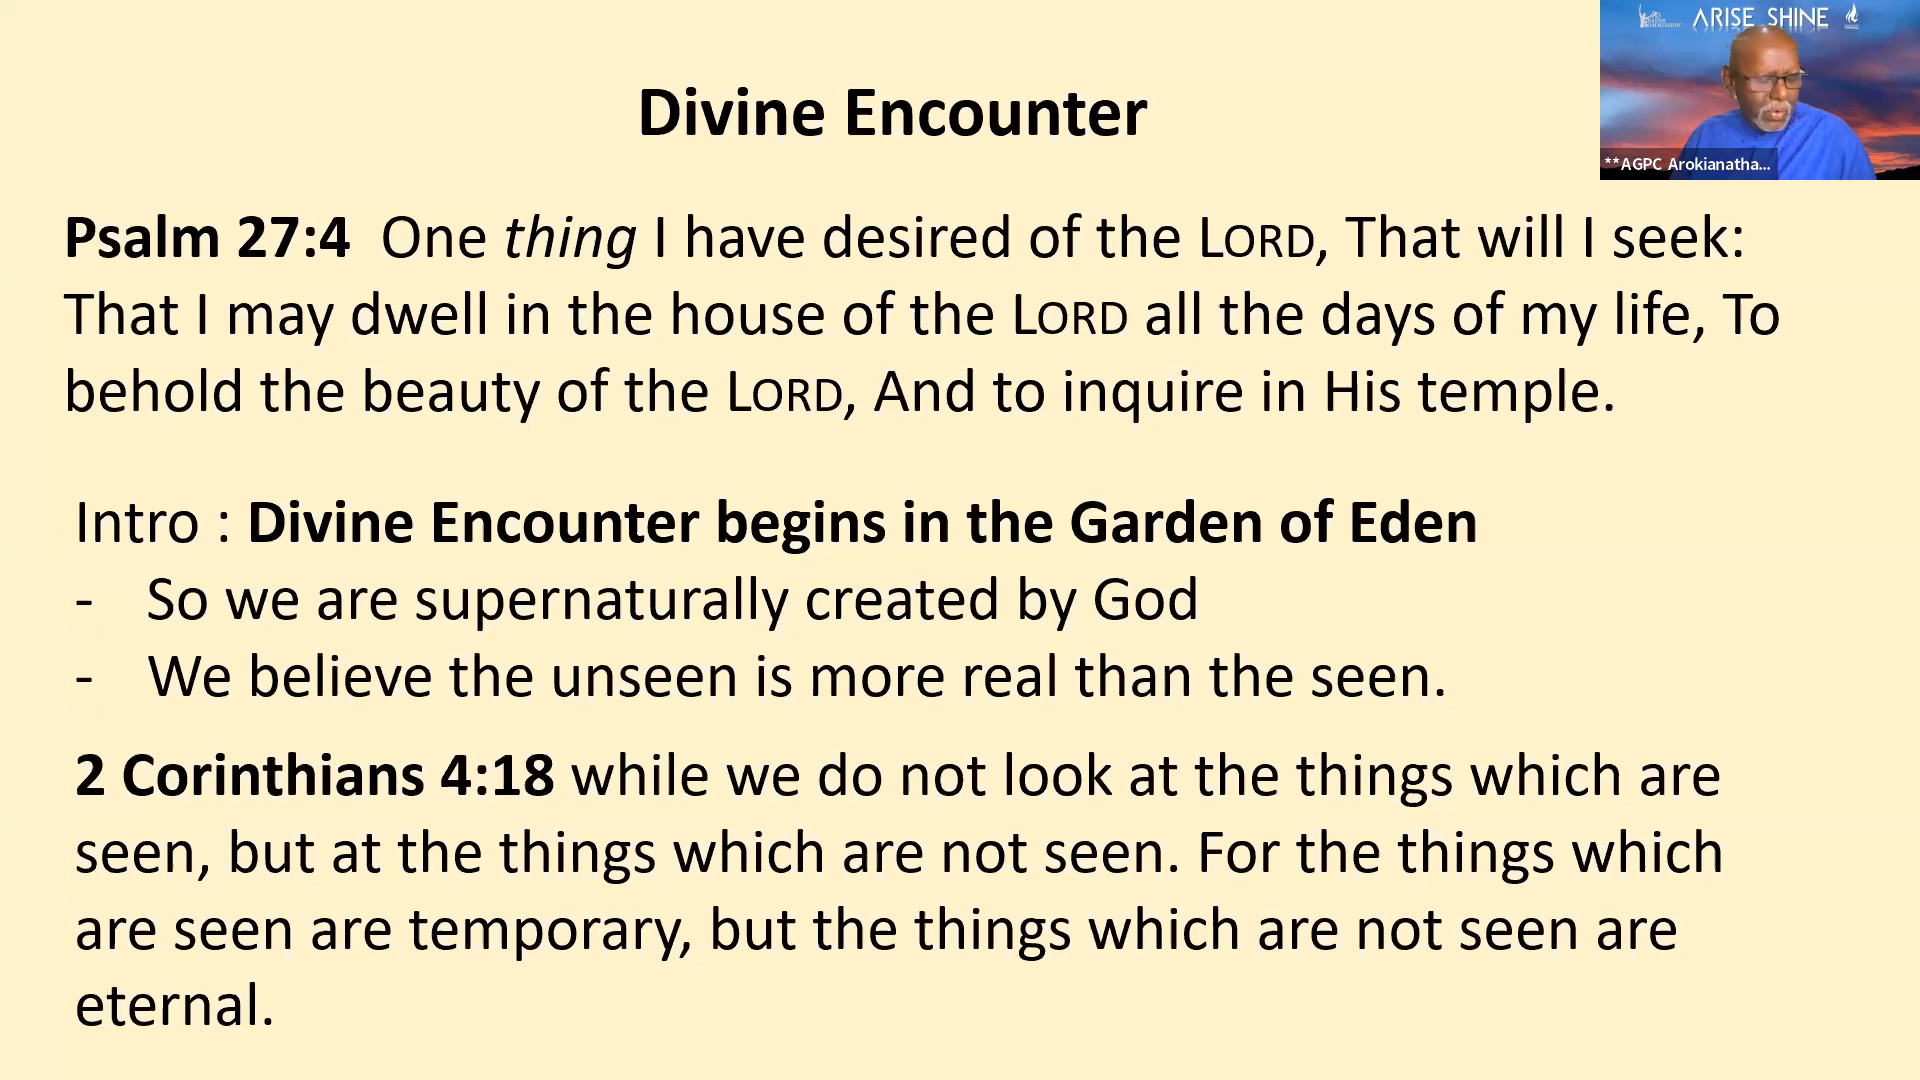 ARISE SHINE
**AGPC Arokianatha...
Divine Encounter
Psalm 27:4  One thing I have desired of the LORD, That will I seek:
That I may dwell in the house of the LORD all the days of my life, To
behold the beauty of the LORD, And to inquire in His temple.
Intro : Divine Encounter begins in the Garden of Eden
- So we are supernaturally created by God
- We believe the unseen is more real than the seen.
2 Corinthians 4:18 while we do not look at the things which are
seen, but at the things which are not seen. For the things which
are seen are temporary, but the things which are not seen are
eternal.